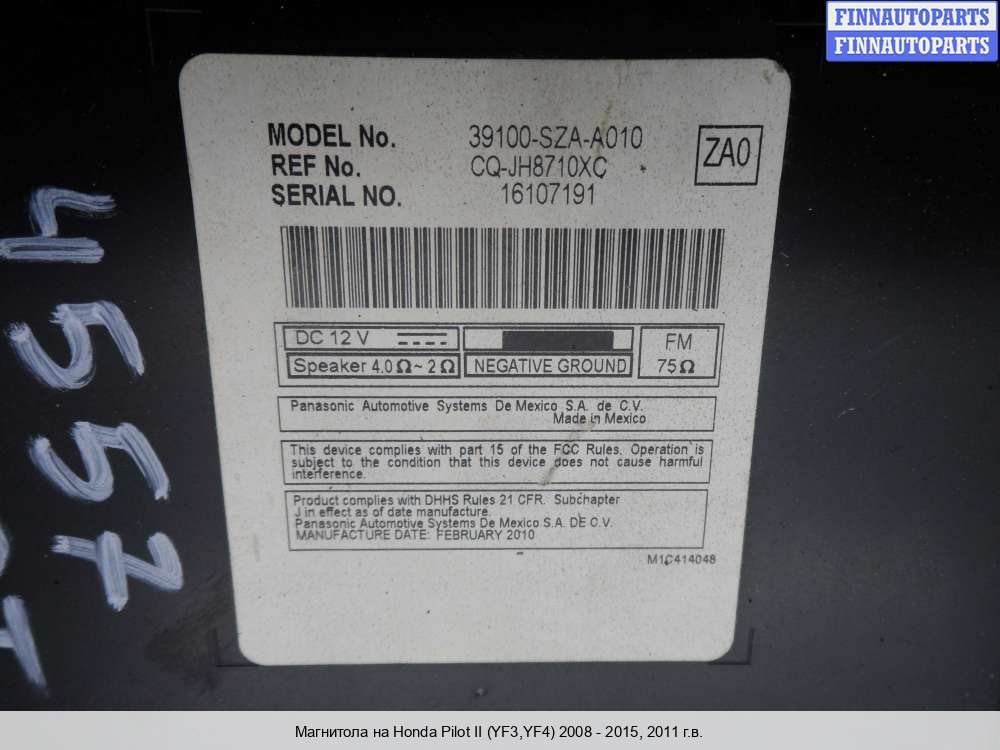 FINNAUTOPARTS
FINNAUTOPARTS
MODEL No. 39100-SZA-A010
REF No. CQ-JH8710XC
SERIAL NO. 16107191
ZA0
DC 12 V
Speaker 4.0Ω~ 2Ω
NEGATIVE GROUND
FM
75Ω
Panasonic Automotive Systems De Mexico S.A. de C.V.
Made in Mexico
This device complies with part 15 of the FCC Rules. Operation is
subject to the condition that this device does not cause harmful
interference.
Product complies with DHHS Rules 21 CFR. Subchapter
J in effect as of date manufacture.
Panasonic Automotive Systems De Mexico S.A. DE C.V.
MANUFACTURE DATE: FEBRUARY 2010
M1C414048
4557
Магнитола на Honda Pilot II (YF3,YF4) 2008 - 2015, 2011 г.в.